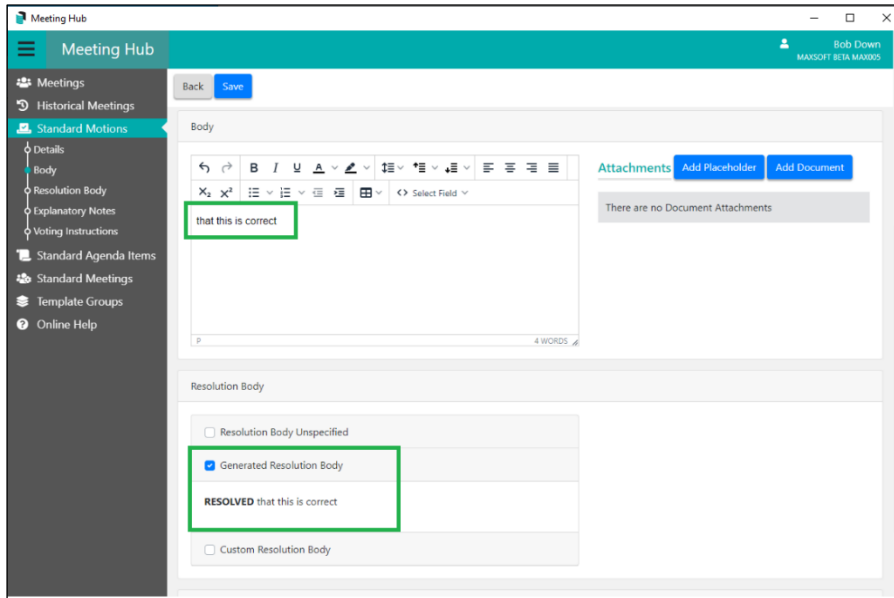 Meeting Hub
Meeting Hub
Bob Down
MAXSOFT BETA MAX005
Meetings
Historical Meetings
Standard Motions
Details
Body
Resolution Body
Explanatory Notes
Voting Instructions
Standard Agenda Items
Standard Meetings
Template Groups
Online Help
Back Save
Body
B I U A
X₂ X² <> Select Field
that this is correct
P 4 WORDS
Attachments Add Placeholder Add Document
There are no Document Attachments
Resolution Body
Resolution Body Unspecified
Generated Resolution Body
RESOLVED that this is correct
Custom Resolution Body